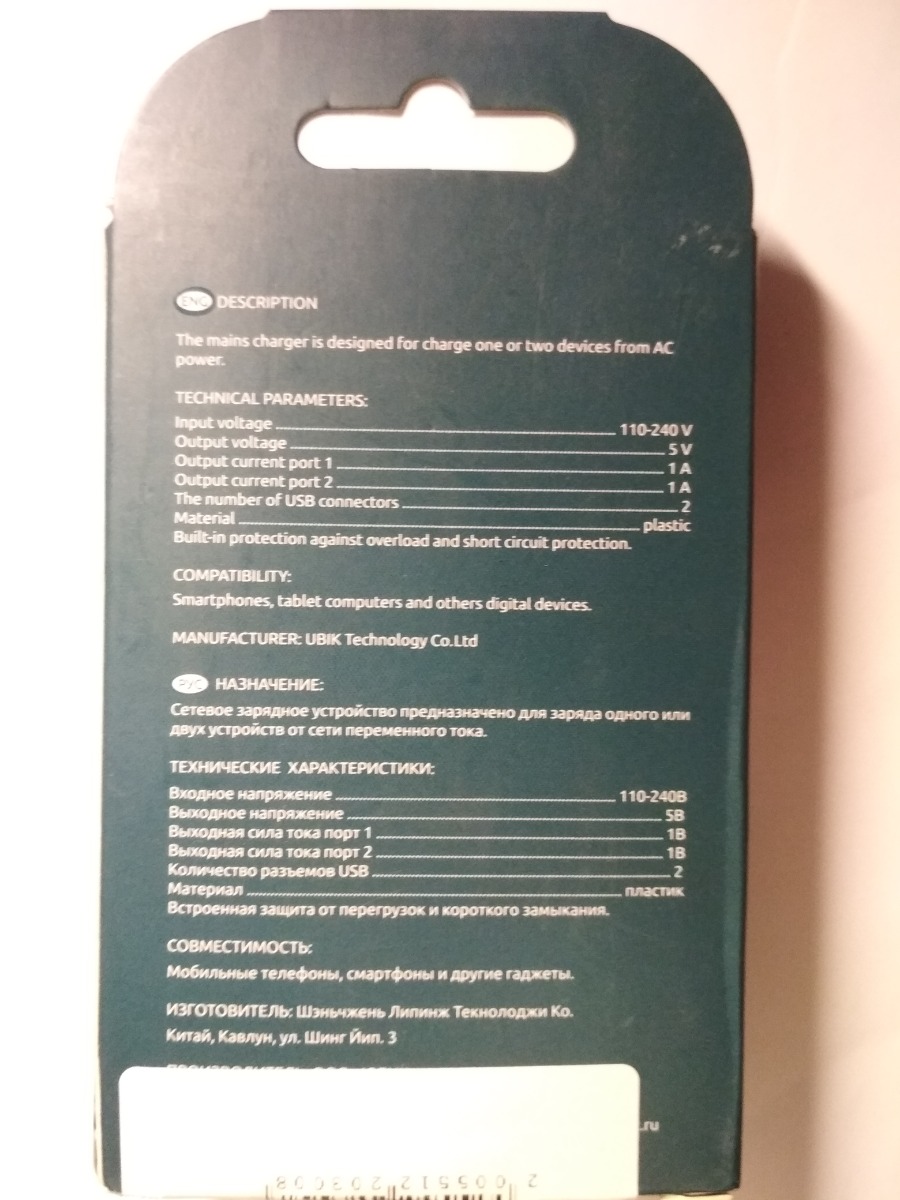 ENG DESCRIPTION
The mains charger is designed for charge one or two devices from AC
power.
TECHNICAL PARAMETERS:
Input voltage 110-240 V
Output voltage 5 V
Output current port 1 1 A
Output current port 2 1 A
The number of USB connectors 2
Material plastic
Built-in protection against overload and short circuit protection.
COMPATIBILITY:
Smartphones, tablet computers and others digital devices.
MANUFACTURER: UBIK Technology Co.Ltd
РУС НАЗНАЧЕНИЕ:
Сетевое зарядное устройство предназначено для заряда одного или
двух устройств от сети переменного тока.
ТЕХНИЧЕСКИЕ ХАРАКТЕРИСТИКИ:
Входное напряжение 110-240В
Выходное напряжение 5В
Выходная сила тока порт 1 1В
Выходная сила тока порт 2 1В
Количество разъемов USB 2
Материал пластик
Встроенная защита от перегрузок и короткого замыкания.
СОВМЕСТИМОСТЬ:
Мобильные телефоны, смартфоны и другие гаджеты.
ИЗГОТОВИТЕЛЬ: Шэньчжень Липинж Текнолоджи Ко.
Китай, Кавлун, ул. Шинг Йип. 3
.ru